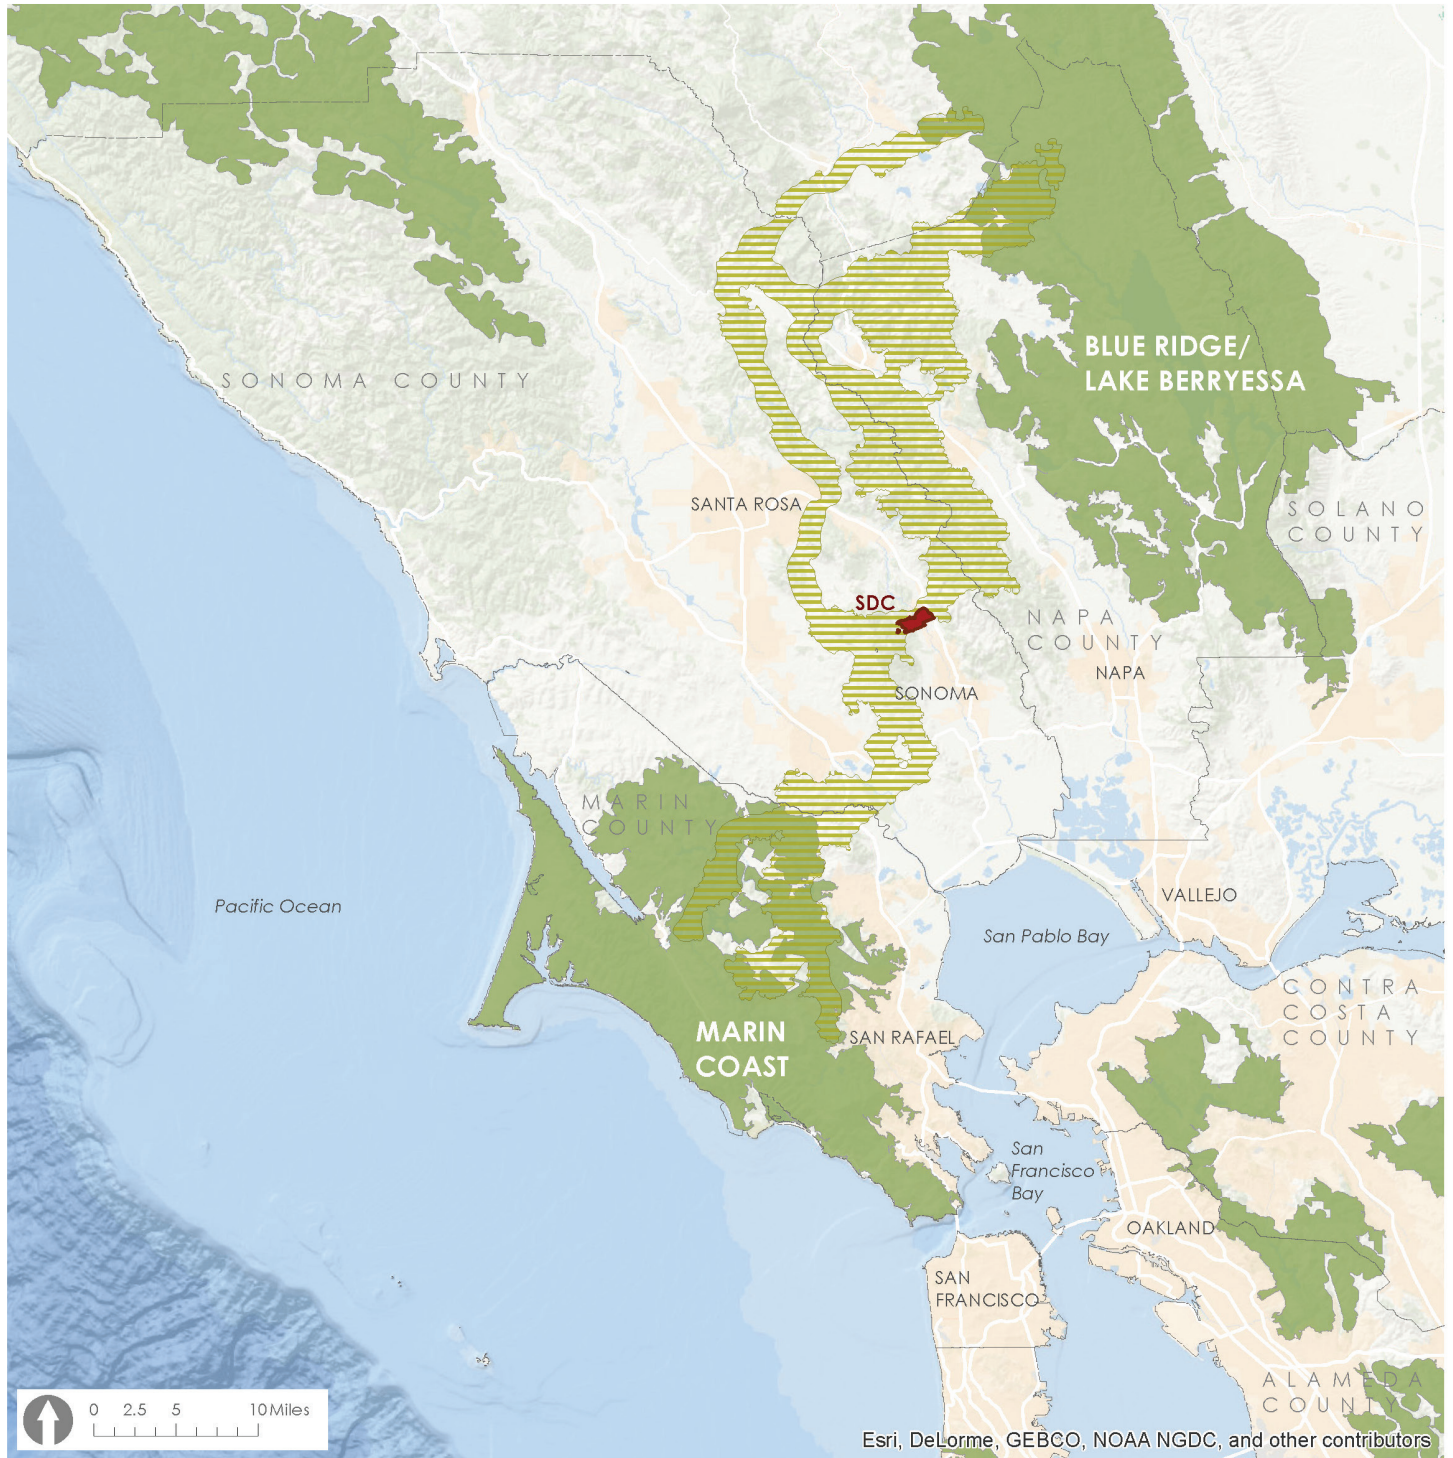 BLUE RIDGE/
LAKE BERRYESSA
SONOMA COUNTY
SANTA ROSA
SOLANO
COUNTY
SDC
NAPA
COUNTY
NAPA
SONOMA
MARIN
COUNTY
VALLEJO
Pacific Ocean
San Pablo Bay
CONTRA
COSTA
COUNTY
MARIN
COAST
SAN RAFAEL
San
Francisco
Bay
OAKLAND
SAN
FRANCISCO
ALAMEDA
COUNTY
0 2.5 5 10 Miles
Esri, DeLorme, GEBCO, NOAA NGDC, and other contributors